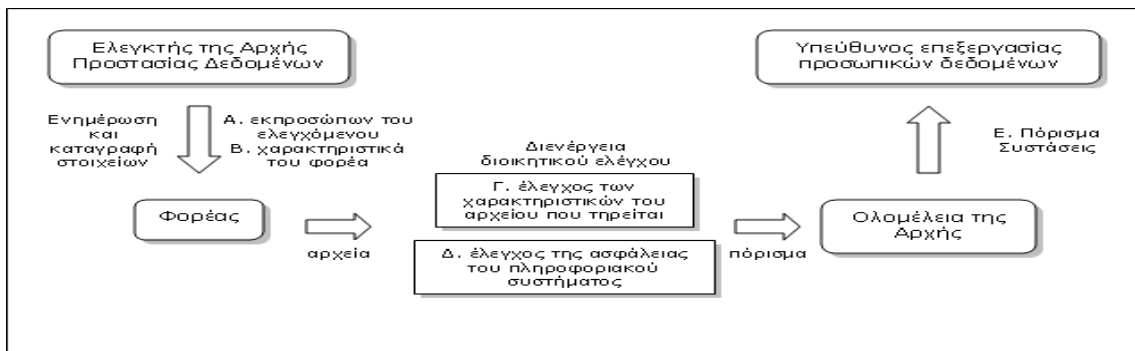 Ελεγκτής της Αρχής
Προστασίας Δεδομένων
Υπεύθυνος επεξεργασίας
προσωπικών δεδομένων
Ενημέρωση
και
καταγραφή
στοιχείων
Α. εκπροσώπων του
ελεγχόμενου
Β. χαρακτηριστικά
του φορέα
Ε. Πόρισμα
Συστάσεις
Διενέργεια
διοικητικού ελέγχου
Φορέας
αρχεία
Γ. έλεγχος των
χαρακτηριστικών του
αρχείου που τηρείται
Δ. έλεγχος της ασφάλειας
του πληροφοριακού
συστήματος
πόρισμα
Ολομέλεια της
Αρχής